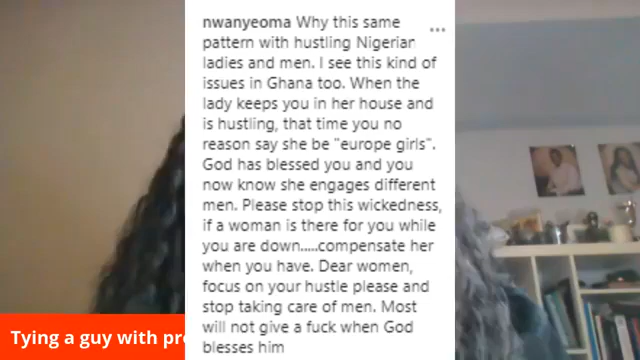 nwanyeoma Why this same
pattern with hustling Nigerian
ladies and men. I see this kind of
issues in Ghana too. When the
lady keeps you in her house and
is hustling, that time you no
reason say she be "europe girls".
God has blessed you and you
now know she engages different
men. Please stop this wickedness,
if a woman is there for you while
you are down.....compensate her
when you have. Dear women,
focus on your hustle please and
stop taking care of men. Most
will not give a fuck when God
blesses him
Tying a guy with